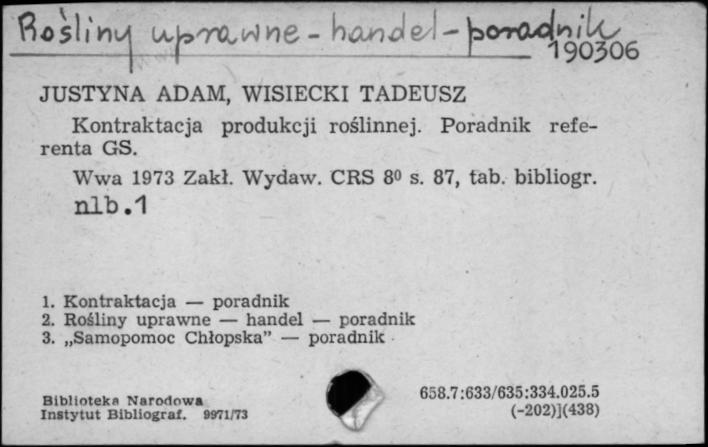 Rośliny uprawne - handel - poradnik
190306
JUSTYNA ADAM, WISIECKI TADEUSZ
Kontraktacja produkcji roślinnej. Poradnik refe-
renta GS.
Wwa 1973 Zakł. Wydaw. CRS 8⁰ s. 87, tab. bibliogr.
nlb.1
1. Kontraktacja — poradnik
2. Rośliny uprawne — handel — poradnik
3. „Samopomoc Chłopska” — poradnik
Biblioteka Narodowa
Instytut Bibliograf. 9971/73
658.7:633/635:334.025.5
(-202)](438)